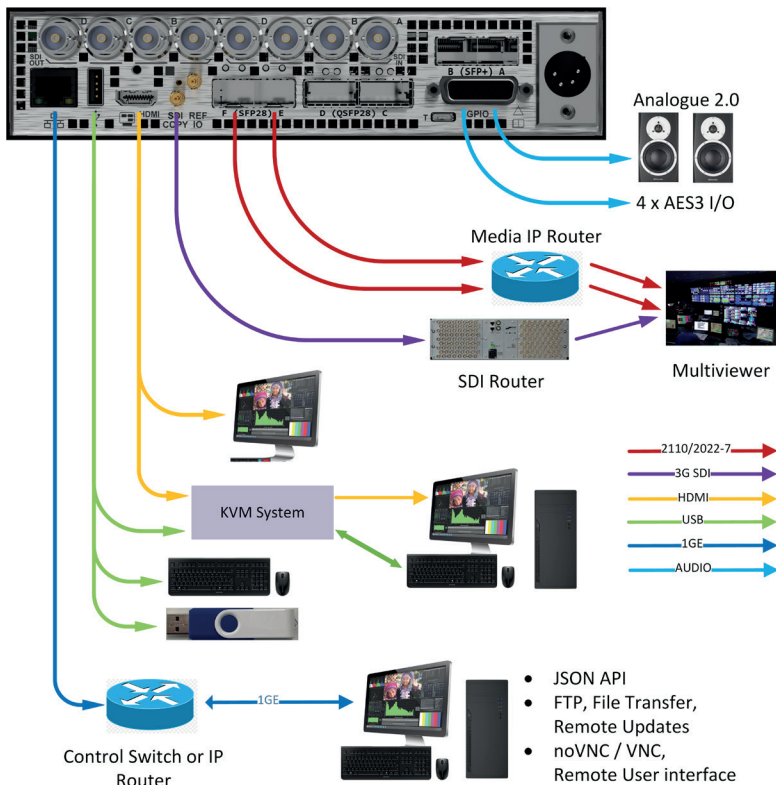 D C B A D C B A
SDI
OUT
SDI
IN
B (SFP+) A
HDMI
SDI REF
COPY IO
F (SFP28) E
D (QSFP28) C
T
GPIO
Analogue 2.0
4 x AES3 I/O
Media IP Router
SDI Router
Multiviewer
2110/2022-7
3G SDI
HDMI
USB
1GE
AUDIO
KVM System
1GE
Control Switch or IP
Router
• JSON API
• FTP, File Transfer,
Remote Updates
• noVNC / VNC,
Remote User interface